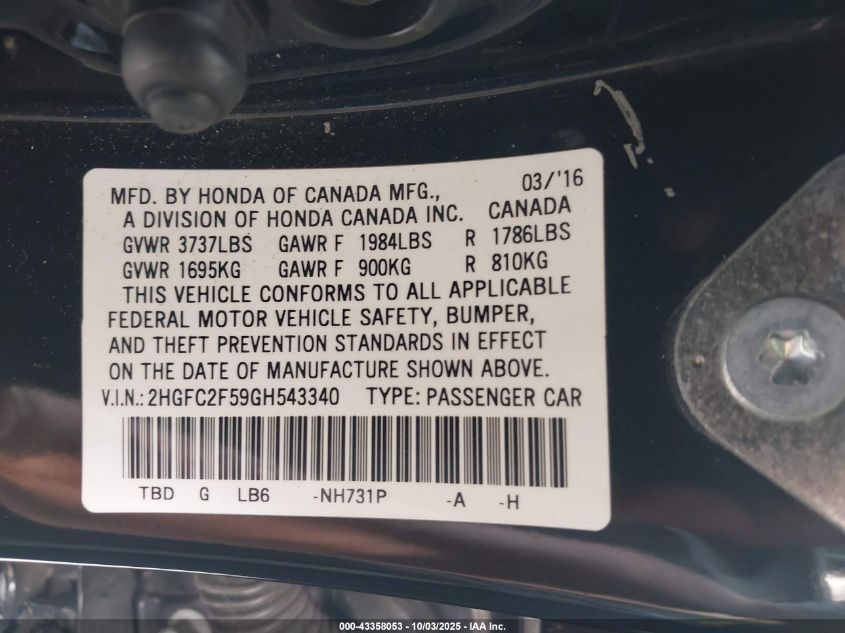 MFD. BY HONDA OF CANADA MFG., 03/'16
A DIVISION OF HONDA CANADA INC. CANADA
GVWR 3737LBS GAWR F 1984LBS R 1786LBS
GVWR 1695KG GAWR F 900KG R 810KG
THIS VEHICLE CONFORMS TO ALL APPLICABLE
FEDERAL MOTOR VEHICLE SAFETY, BUMPER,
AND THEFT PREVENTION STANDARDS IN EFFECT
ON THE DATE OF MANUFACTURE SHOWN ABOVE.
V.I.N.: 2HGFC2F59GH543340 TYPE: PASSENGER CAR
TBD G LB6 -NH731P -A -H
000-43358053 - 10/03/2025 - IAA Inc.